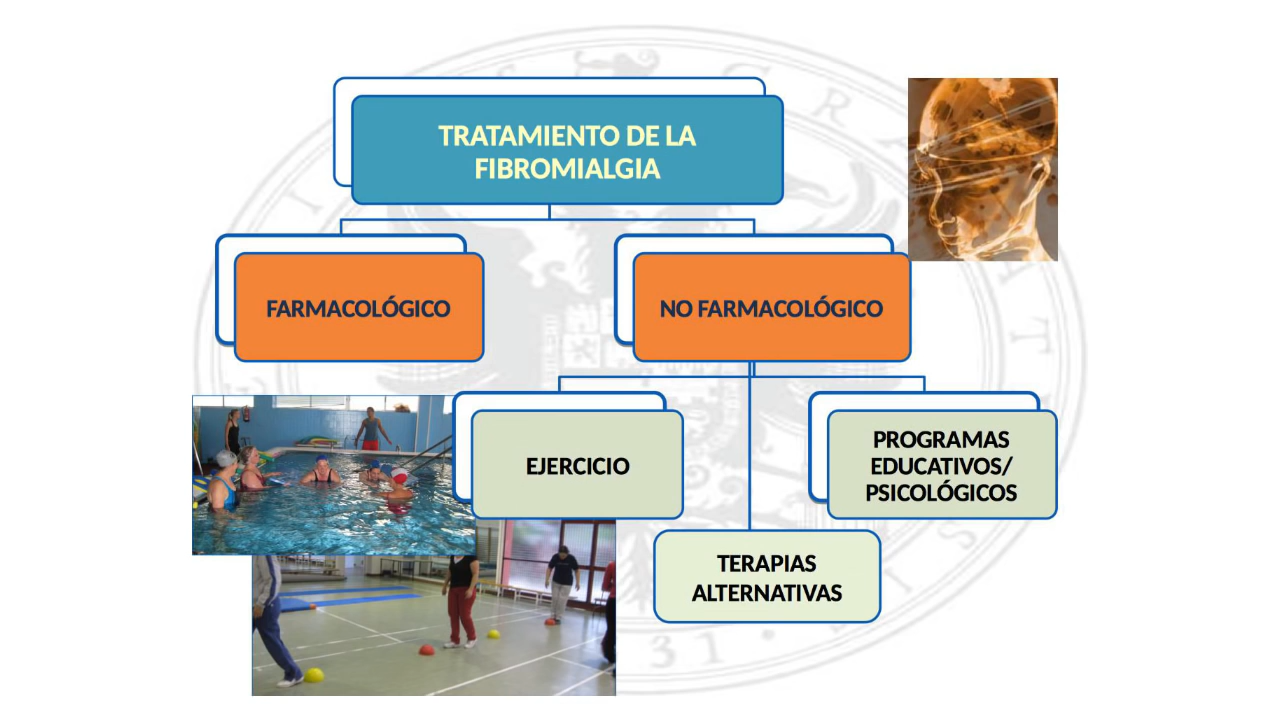 TRATAMIENTO DE LA
FIBROMIALGIA
FARMACOLÓGICO
NO FARMACOLÓGICO
EJERCICIO
PROGRAMAS
EDUCATIVOS/
PSICOLÓGICOS
TERAPIAS
ALTERNATIVAS